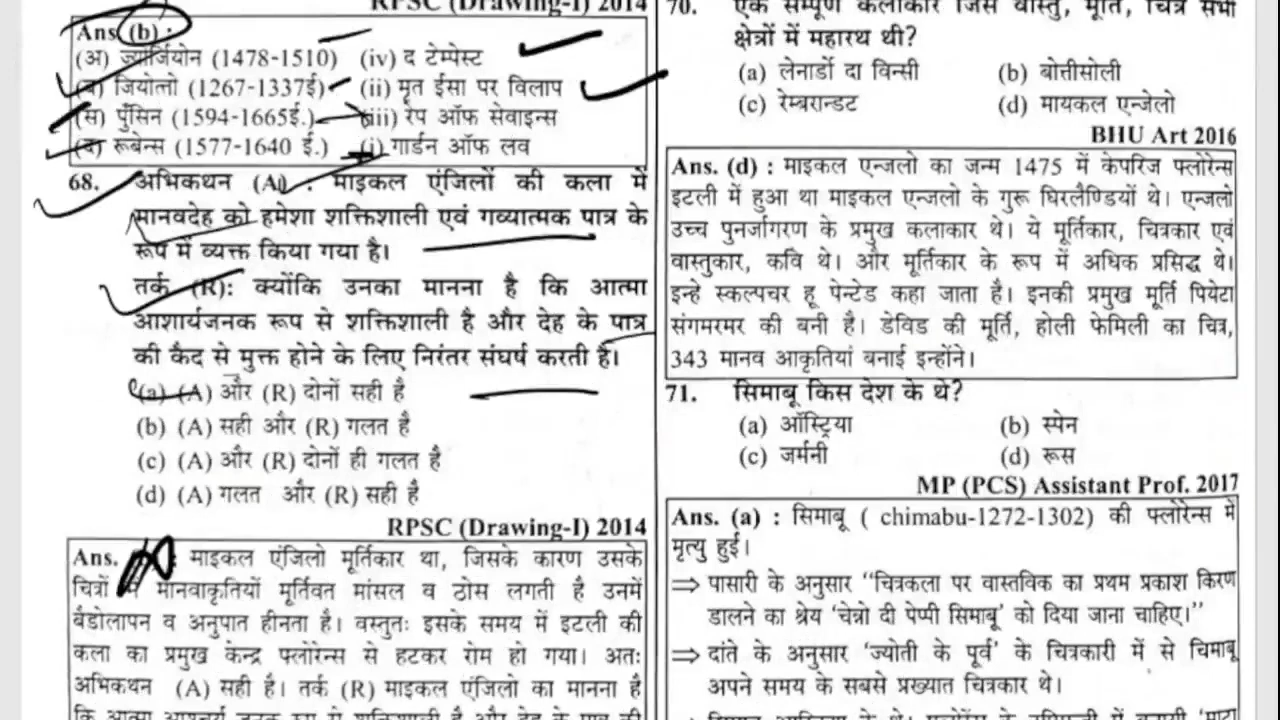 RPSC (Drawing-I) 2014
Ans (b) :
(अ) ज्यार्जियोन (1478-1510) (iv) द टेम्पेस्ट
(ब) जियोत्तो (1267-1337ई) (ii) मृत ईसा पर विलाप
(स) पुँसिन (1594-1665ई.) (iii) रेप ऑफ सेवाइन्स
(द) रूबेन्स (1577-1640 ई.) (i) गार्डन ऑफ लव
68. अभिकथन (A) : माइकल एंजिलों की कला में
मानवदेह को हमेशा शक्तिशाली एवं गव्यात्मक पात्र के
रूप में व्यक्त किया गया है।
तर्क (R): क्योंकि उनका मानना है कि आत्मा
आशार्यजनक रूप से शक्तिशाली है और देह के पात्र
की कैद से मुक्त होने के लिए निरंतर संघर्ष करती है।
(a) (A) और (R) दोनों सही है
(b) (A) सही और (R) गलत है
(c) (A) और (R) दोनों ही गलत है
(d) (A) गलत और (R) सही है
RPSC (Drawing-I) 2014
Ans. : माइकल एंजिलो मूर्तिकार था, जिसके कारण उसके
चित्रों में मानवाकृतियों मूर्तिवत मांसल व ठोस लगती है उनमें
बैडोलापन व अनुपात हीनता है। वस्तुतः इसके समय में इटली की
कला का प्रमुख केन्द्र फ्लोरेन्स से हटकर रोम हो गया। अतः
अभिकथन (A) सही है। तर्क (R) माइकल एंजिलो का मानना है
कि आत्मा आश्चर्य जनक रूप से शक्तिशाली है और देह के पात्र की
70. एक सम्पूर्ण कलाकार जिसे वास्तु, मूर्ति, चित्र सभी
क्षेत्रों में महारथ थी?
(a) लेनार्डो दा विन्सी (b) बोत्तीसोली
(c) रेम्बरान्डट (d) मायकल एन्जेलो
BHU Art 2016
Ans. (d) : माइकल एन्जलो का जन्म 1475 में केपरिज फ्लोरेन्स
इटली में हुआ था माइकल एन्जलो के गुरू घिरलैण्डियों थे। एन्जलो
उच्च पुनर्जागरण के प्रमुख कलाकार थे। ये मूर्तिकार, चित्रकार एवं
वास्तुकार, कवि थे। और मूर्तिकार के रूप में अधिक प्रसिद्ध थे।
इन्हे स्कल्पचर हू पेन्टेड कहा जाता है। इनकी प्रमुख मूर्ति पियेटा
संगमरमर की बनी है। डेविड की मूर्ति, होली फेमिली का चित्र,
343 मानव आकृतियां बनाई इन्होंने।
71. सिमाबू किस देश के थे?
(a) ऑस्ट्रिया (b) स्पेन
(c) जर्मनी (d) रूस
MP (PCS) Assistant Prof. 2017
Ans. (a) : सिमाबू ( chimabu-1272-1302) की फ्लोरेन्स में
मृत्यु हुई।
⇒ पासारी के अनुसार “चित्रकला पर वास्तविक का प्रथम प्रकाश किरण
डालने का श्रेय ‘चेन्नो दी पेप्पी सिमाबू’ को दिया जाना चाहिए।”
⇒ दांते के अनुसार ‘ज्योती के पूर्व’ के चित्रकारी में से चिमाबू
अपने समय के सबसे प्रख्यात चित्रकार थे।